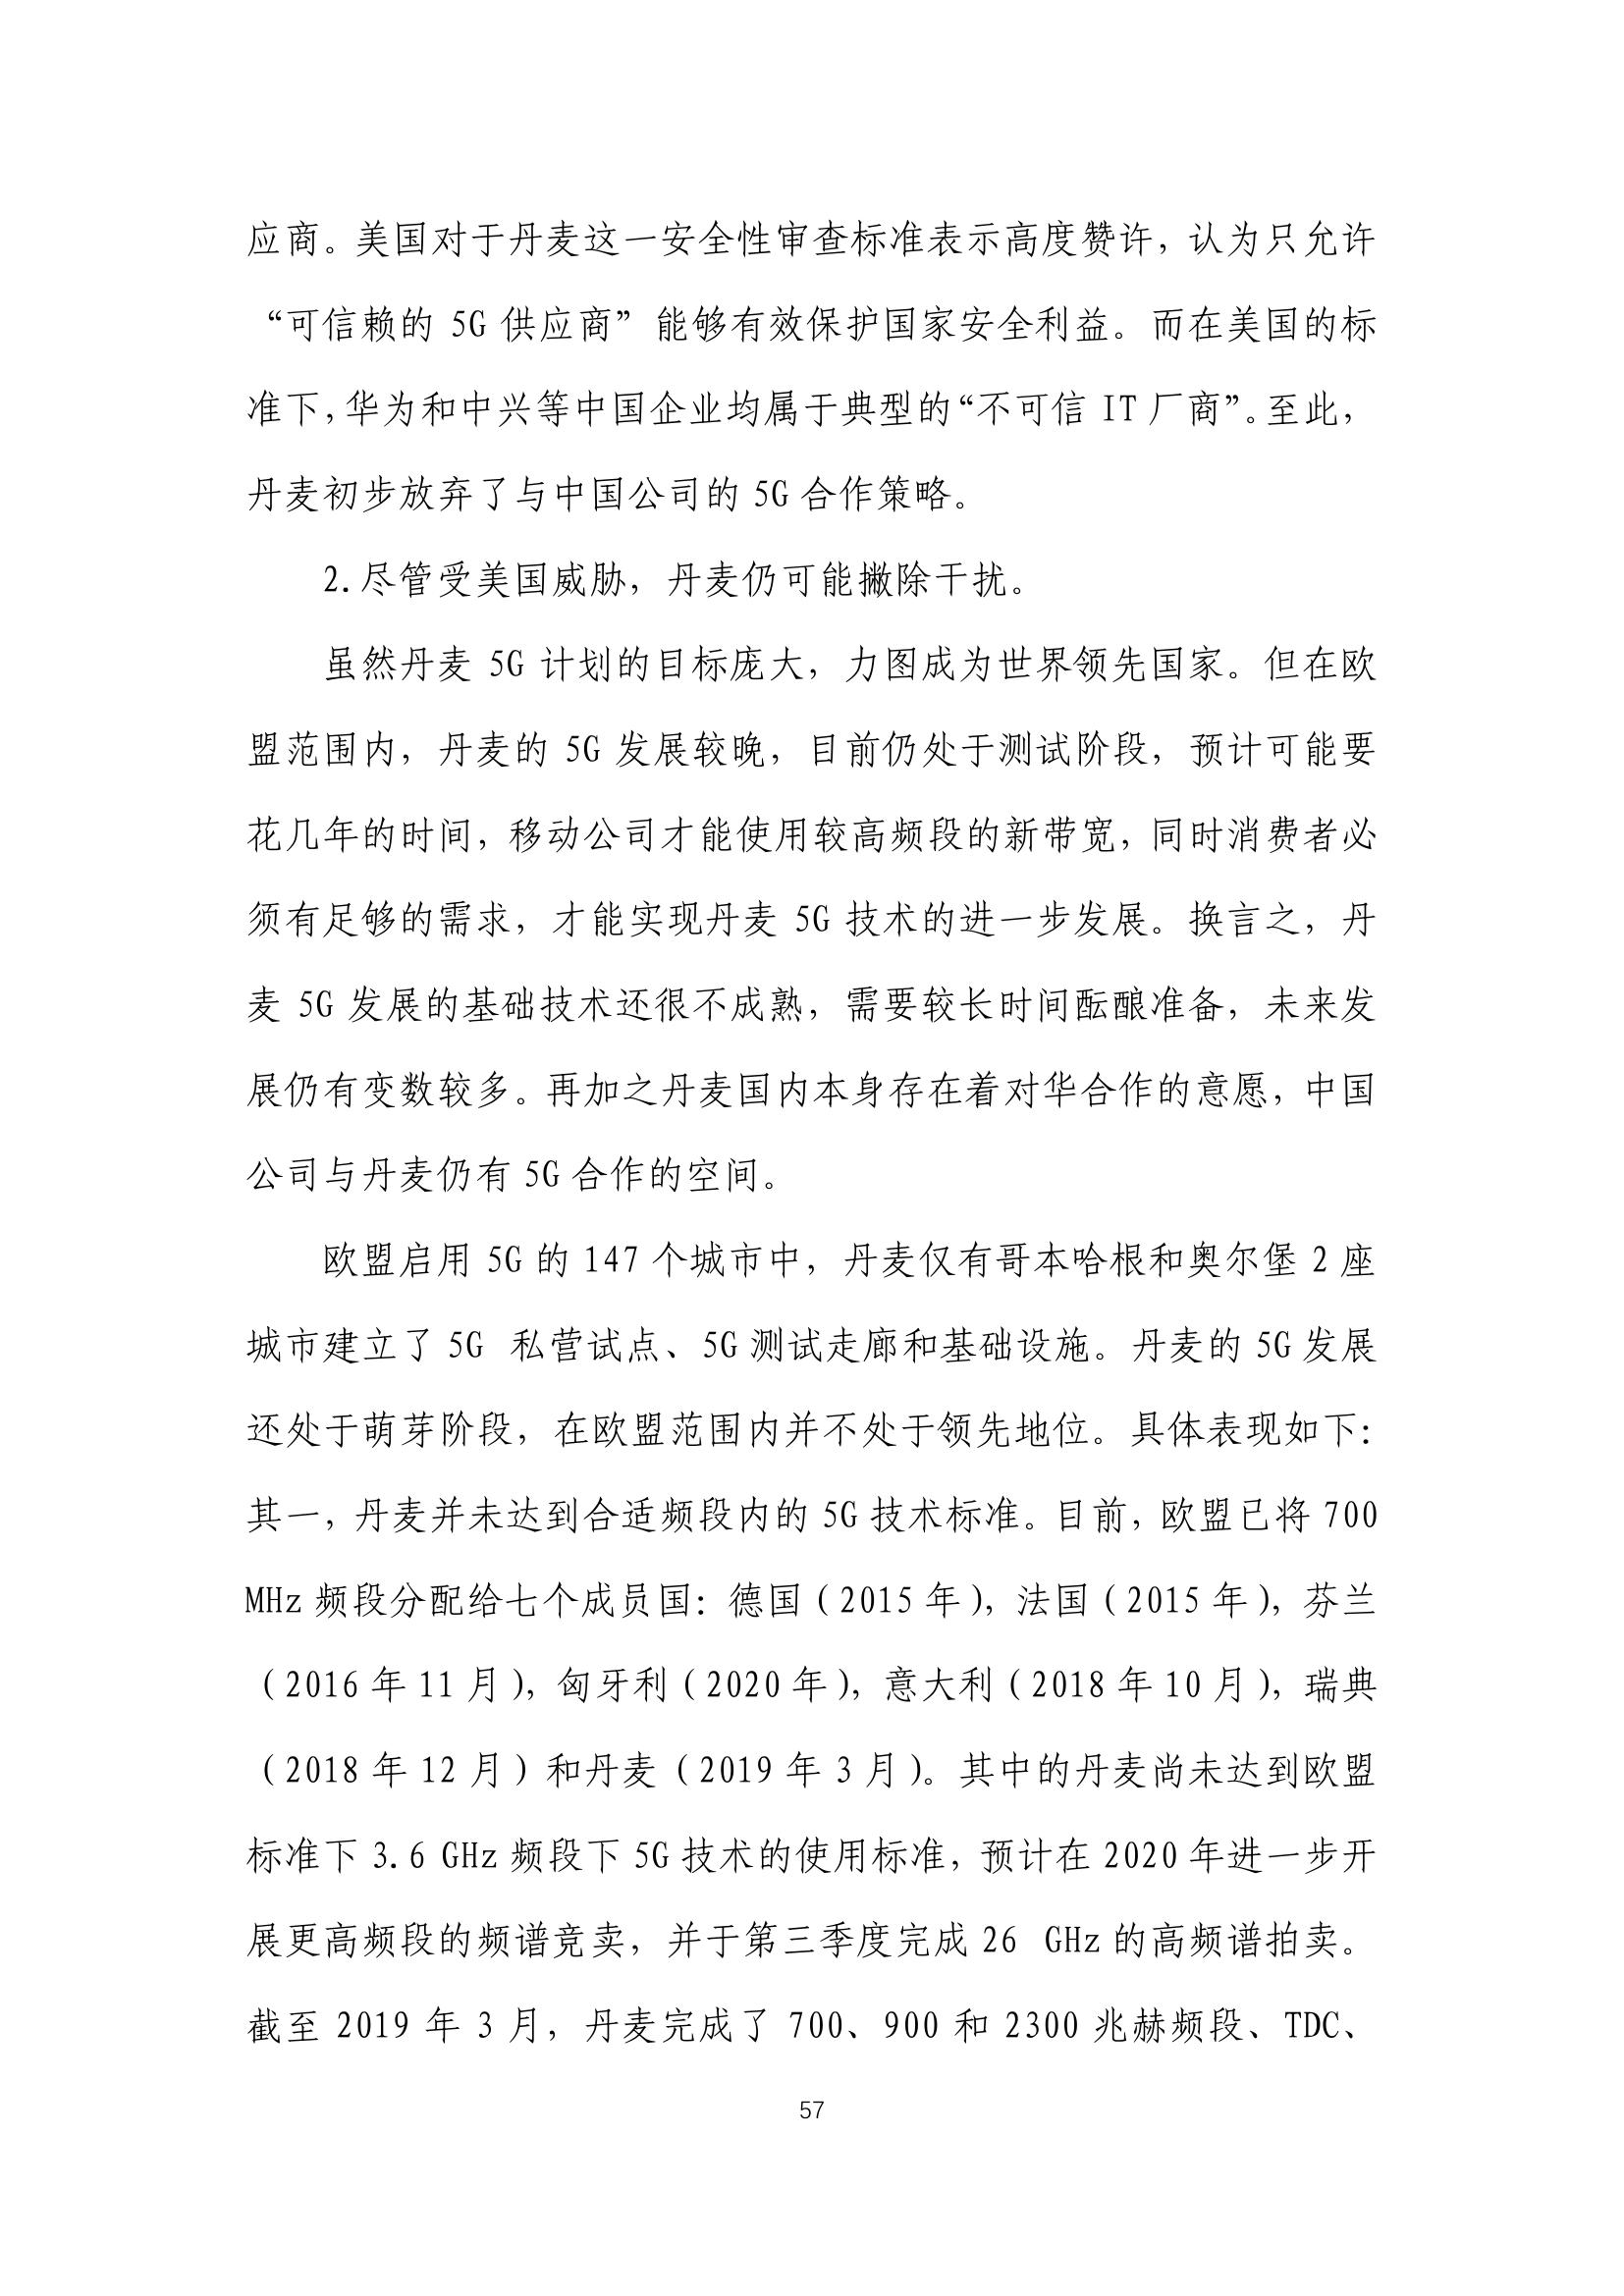 应商。美国对于丹麦这一安全性审查标准表示高度赞许，认为只允许
“可信赖的 5G 供应商”能够有效保护国家安全利益。而在美国的标
准下，华为和中兴等中国企业均属于典型的“不可信 IT 厂商”。至此，
丹麦初步放弃了与中国公司的 5G 合作策略。
2.尽管受美国威胁，丹麦仍可能撇除干扰。
虽然丹麦 5G 计划的目标庞大，力图成为世界领先国家。但在欧
盟范围内，丹麦的 5G 发展较晚，目前仍处于测试阶段，预计可能要
花几年的时间，移动公司才能使用较高频段的新带宽，同时消费者必
须有足够的需求，才能实现丹麦 5G 技术的进一步发展。换言之，丹
麦 5G 发展的基础技术还很不成熟，需要较长时间酝酿准备，未来发
展仍有变数较多。再加之丹麦国内本身存在着对华合作的意愿，中国
公司与丹麦仍有 5G 合作的空间。
欧盟启用 5G 的 147 个城市中，丹麦仅有哥本哈根和奥尔堡 2 座
城市建立了 5G 私营试点、5G 测试走廊和基础设施。丹麦的 5G 发展
还处于萌芽阶段，在欧盟范围内并不处于领先地位。具体表现如下：
其一，丹麦并未达到合适频段内的 5G 技术标准。目前，欧盟已将 700
MHz 频段分配给七个成员国：德国（2015 年），法国（2015 年），芬兰
（2016 年 11 月），匈牙利（2020 年），意大利（2018 年 10 月），瑞典
（2018 年 12 月）和丹麦（2019 年 3 月）。其中的丹麦尚未达到欧盟
标准下 3.6 GHz 频段下 5G 技术的使用标准，预计在 2020 年进一步开
展更高频段的频谱竞卖，并于第三季度完成 26 GHz 的高频谱拍卖。
截至 2019 年 3 月，丹麦完成了 700、900 和 2300 兆赫频段、TDC、
57